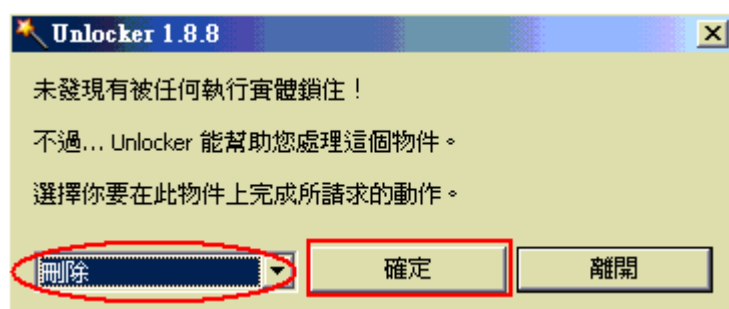 Unlocker 1.8.8
未發現有被任何執行實體鎖住！
不過... Unlocker 能幫助您處理這個物件。
選擇你要在此物件上完成所請求的動作。
刪除 確定 離開